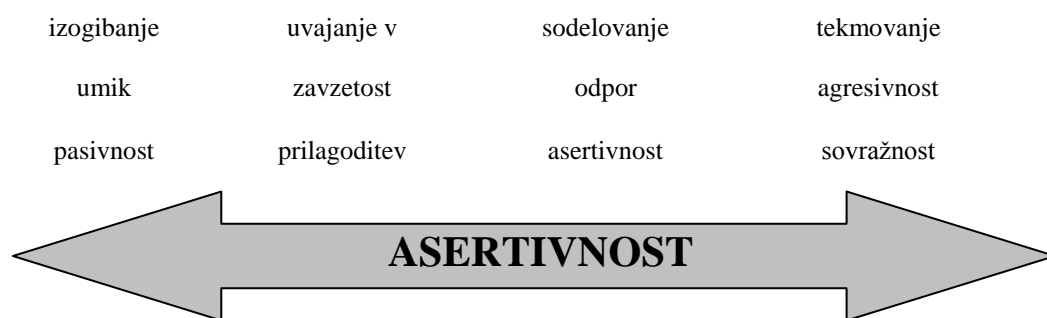 izogibanje uvajanje v sodelovanje tekmovanje
umik zavzetost odpor agresivnost
pasivnost prilagoditev asertivnost sovražnost
ASERTIVNOST